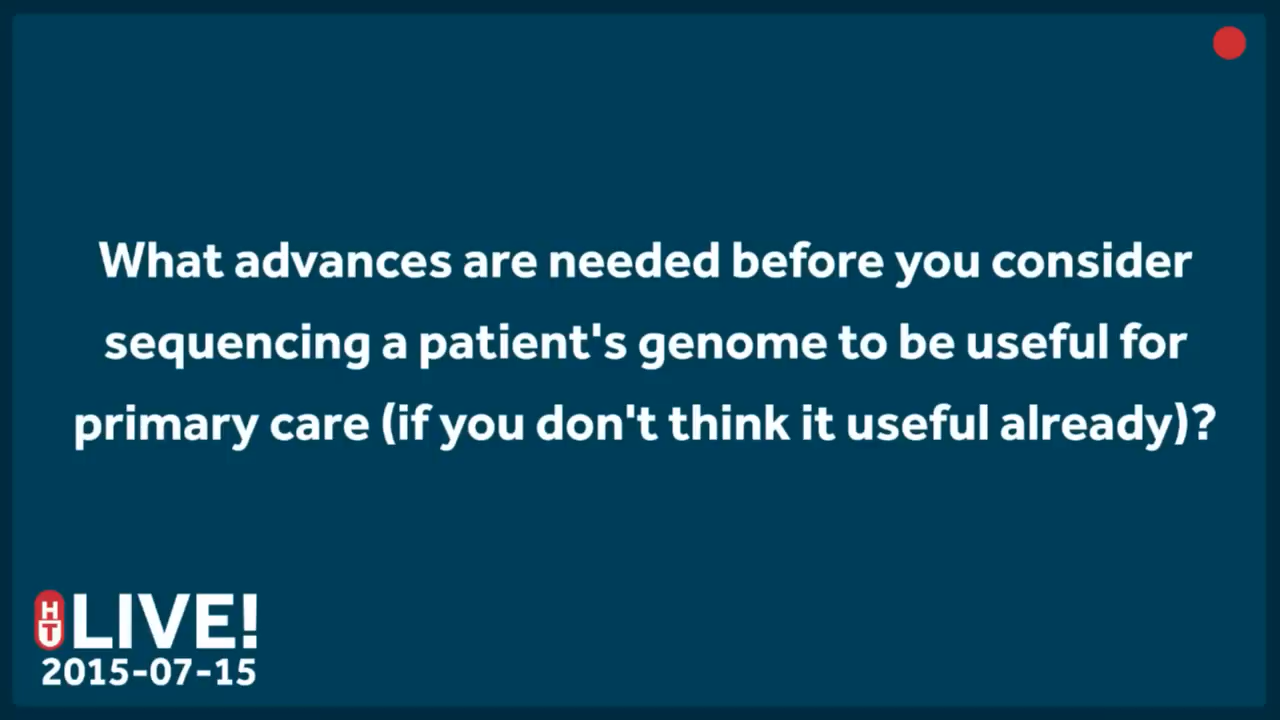 What advances are needed before you consider
sequencing a patient's genome to be useful for
primary care (if you don't think it useful already)?
HT LIVE!
2015-07-15